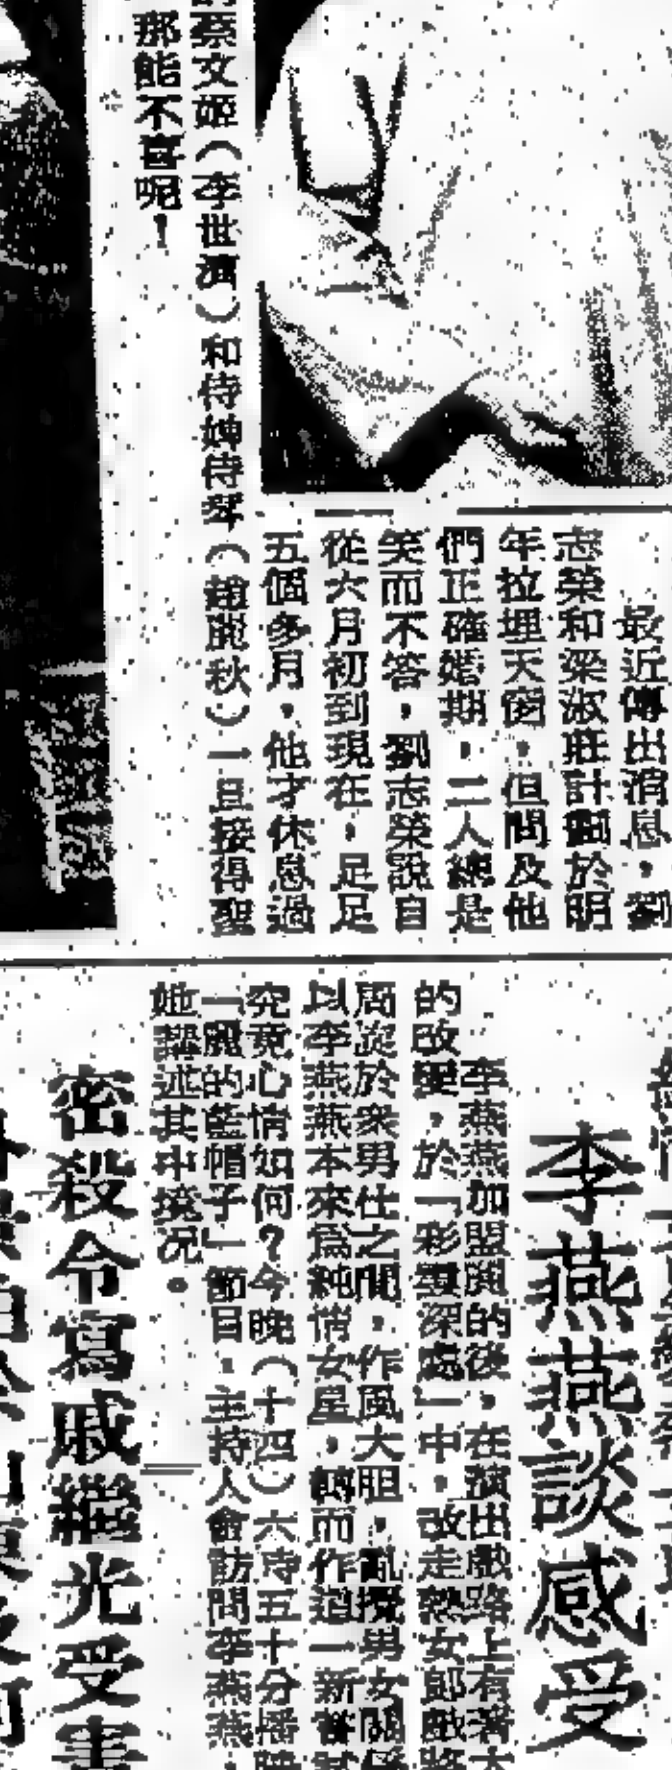 最近傳出消息，劉
志榮和梁淑莊計劃於明
年拉埋天窗，但問及他
們正確婚期，二人總是
笑而不答，劉志榮說自
從六月初到現在，足足
五個多月，他才休息過
蔡文姬（李世濱）和侍婢侍琴（趙麗秋）一旦接得聖
那能不喜呢！
李燕燕談感受
李燕燕加盟麗的後，在演出戲路上有著
的改變，於「彩雲深處」中，改走熟女郎戲路
周旋於衆男仕之間，作風大胆，亂攪男女關係
以李燕燕本來爲純情女星，轉而作這一新嘗試
究竟心情如何？今晚（十四）六時五十分播映
「麗的藍帽子」節目，主持人會訪問李燕燕，
她講述其中境況。
密殺令寫戚繼光受害